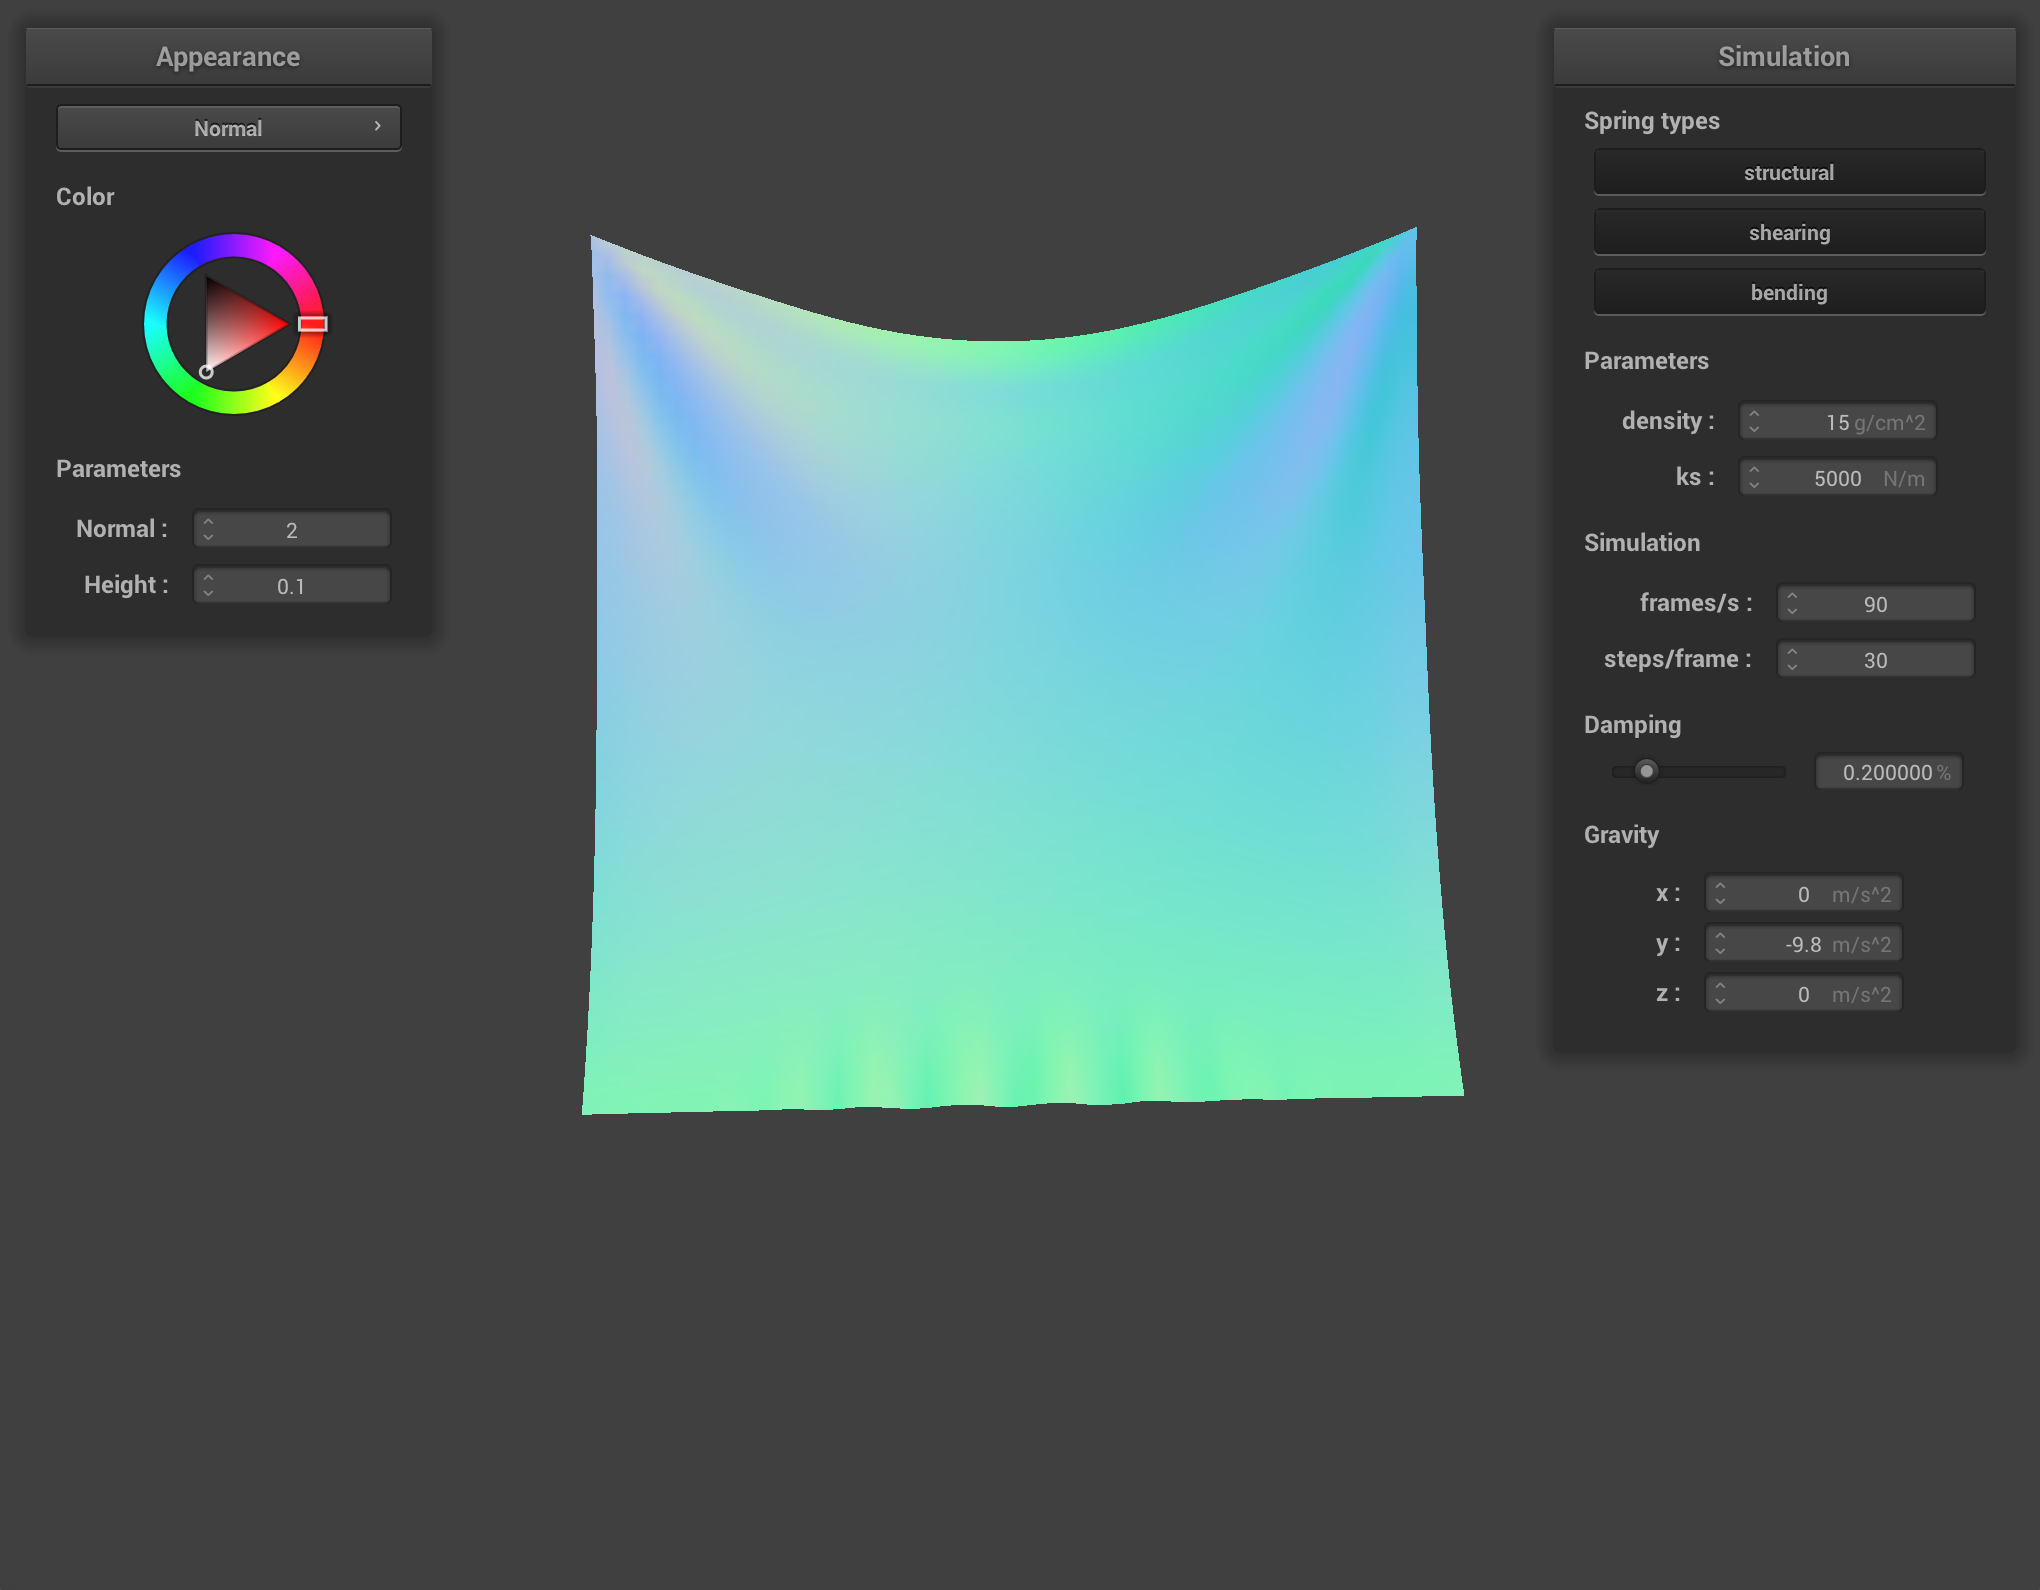 Appearance
Normal
Color
Parameters
Normal : 2
Height : 0.1
Simulation
Spring types
structural
shearing
bending
Parameters
density : 15 g/cm^2
ks : 5000 N/m
Simulation
frames/s : 90
steps/frame : 30
Damping
0.200000 %
Gravity
x : 0 m/s^2
y : -9.8 m/s^2
z : 0 m/s^2